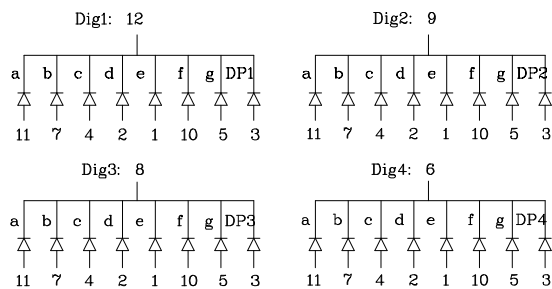 Dig1: 12 Dig2: 9
a b c d e f g DP1 a b c d e f g DP2
11 7 4 2 1 10 5 3 11 7 4 2 1 10 5 3
Dig3: 8 Dig4: 6
a b c d e f g DP3 a b c d e f g DP4
11 7 4 2 1 10 5 3 11 7 4 2 1 10 5 3